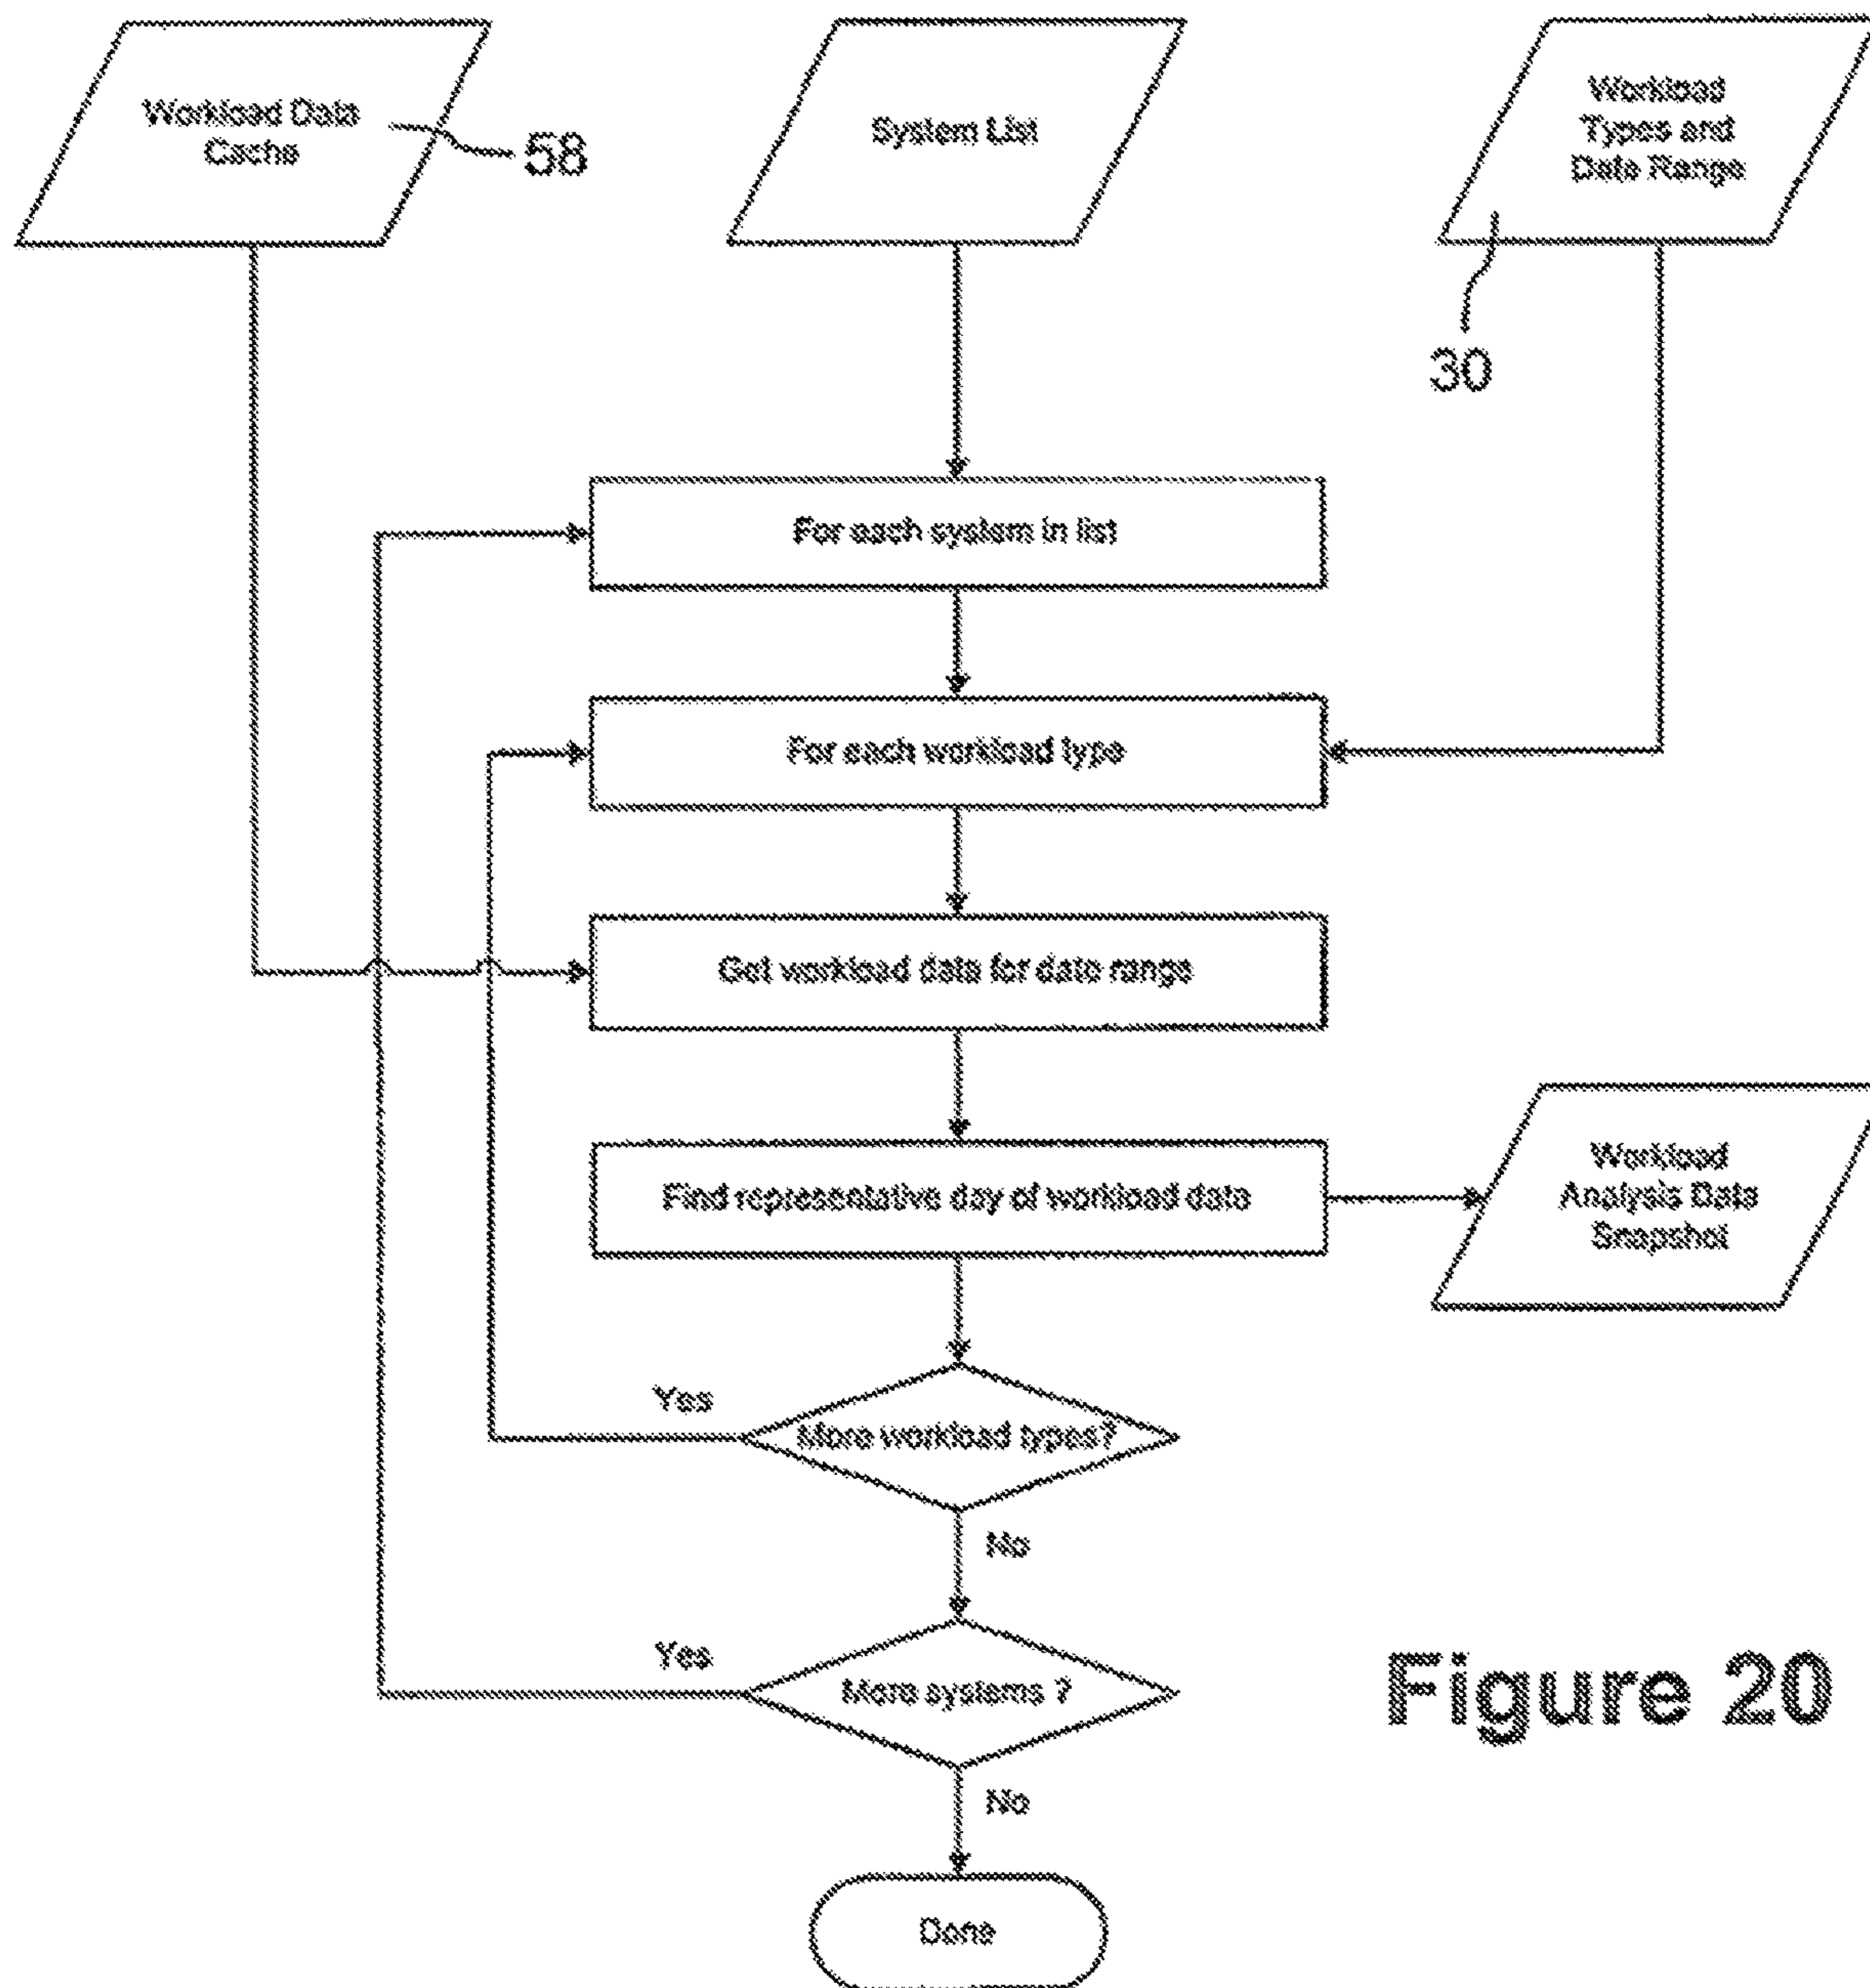 Workload Data
Cache
58
System List
Workload
Types and
Date Range
30
For each system in list
For each workload type
Get workload data for date range
Find representative day of workload data
Workload
Analysis Data
Snapshot
Yes
More workload types?
No
Yes
More systems ?
No
Done
Figure 20